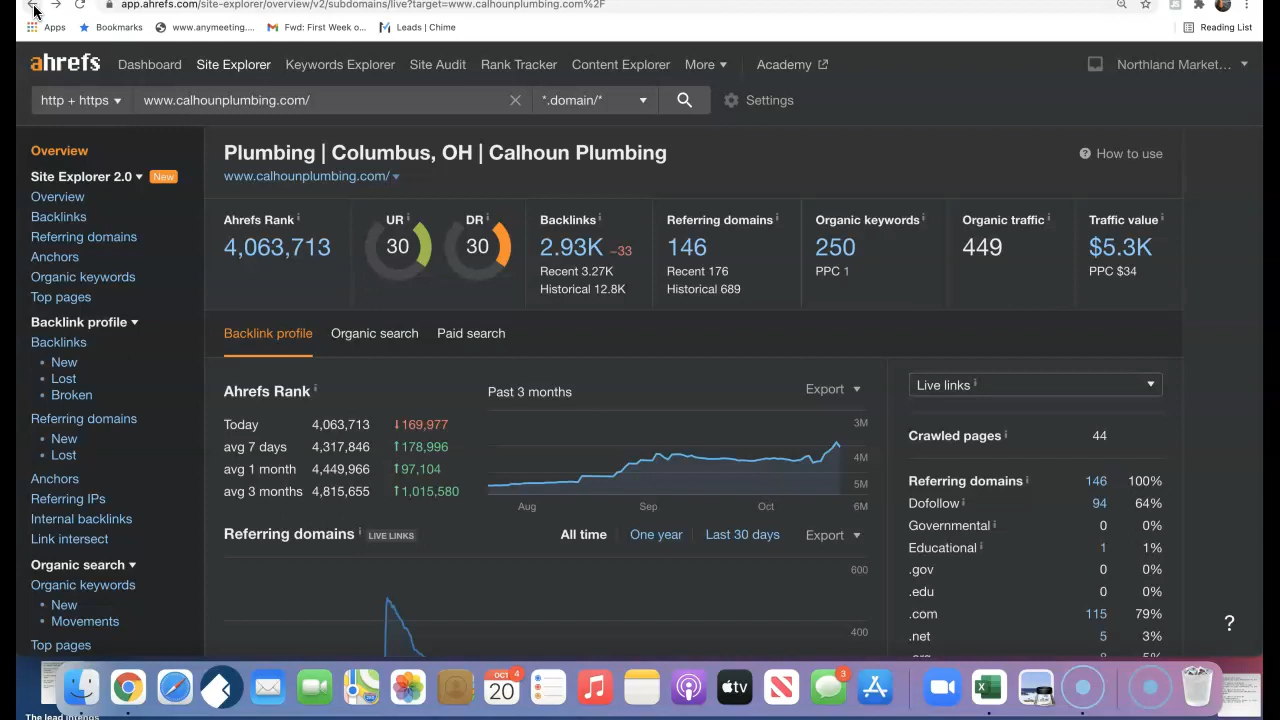 app.ahrefs.com/site-explorer/overview/v2/subdomains/live?target=www.calhounplumbing.com%2F
Apps
Bookmarks
www.anymeeting....
Fwd: First Week o...
Leads | Chime
Reading List
ahrefs
Dashboard
Site Explorer
Keywords Explorer
Site Audit
Rank Tracker
Content Explorer
More
Academy
Northland Market...
http + https
www.calhounplumbing.com/
*.domain/*
Settings
Overview
Site Explorer 2.0
New
Overview
Backlinks
Referring domains
Anchors
Organic keywords
Top pages
Backlink profile
Backlinks
• New
• Lost
• Broken
Referring domains
• New
• Lost
Anchors
Referring IPs
Internal backlinks
Link intersect
Organic search
Organic keywords
• New
• Movements
Top pages
Plumbing | Columbus, OH | Calhoun Plumbing
How to use
www.calhounplumbing.com/
Ahrefs Rank
4,063,713
UR
30
DR
30
Backlinks
2.93K -33
Recent 3.27K
Historical 12.8K
Referring domains
146
Recent 176
Historical 689
Organic keywords
250
PPC 1
Organic traffic
449
Traffic value
$5.3K
PPC $34
Backlink profile
Organic search
Paid search
Ahrefs Rank
Today 4,063,713 ↓169,977
avg 7 days 4,317,846 ↑178,996
avg 1 month 4,449,966 ↑97,104
avg 3 months 4,815,655 ↑1,015,580
Past 3 months
Export
3M
4M
5M
6M
Aug
Sep
Oct
Referring domains LIVE LINKS
All time
One year
Last 30 days
Export
600
400
Live links
Crawled pages 44
Referring domains 146 100%
Dofollow 94 64%
Governmental 0 0%
Educational 1 1%
.gov 0 0%
.edu 0 0%
.com 115 79%
.net 5 3%
?
OCT
20
4
3
tv
The lead intends